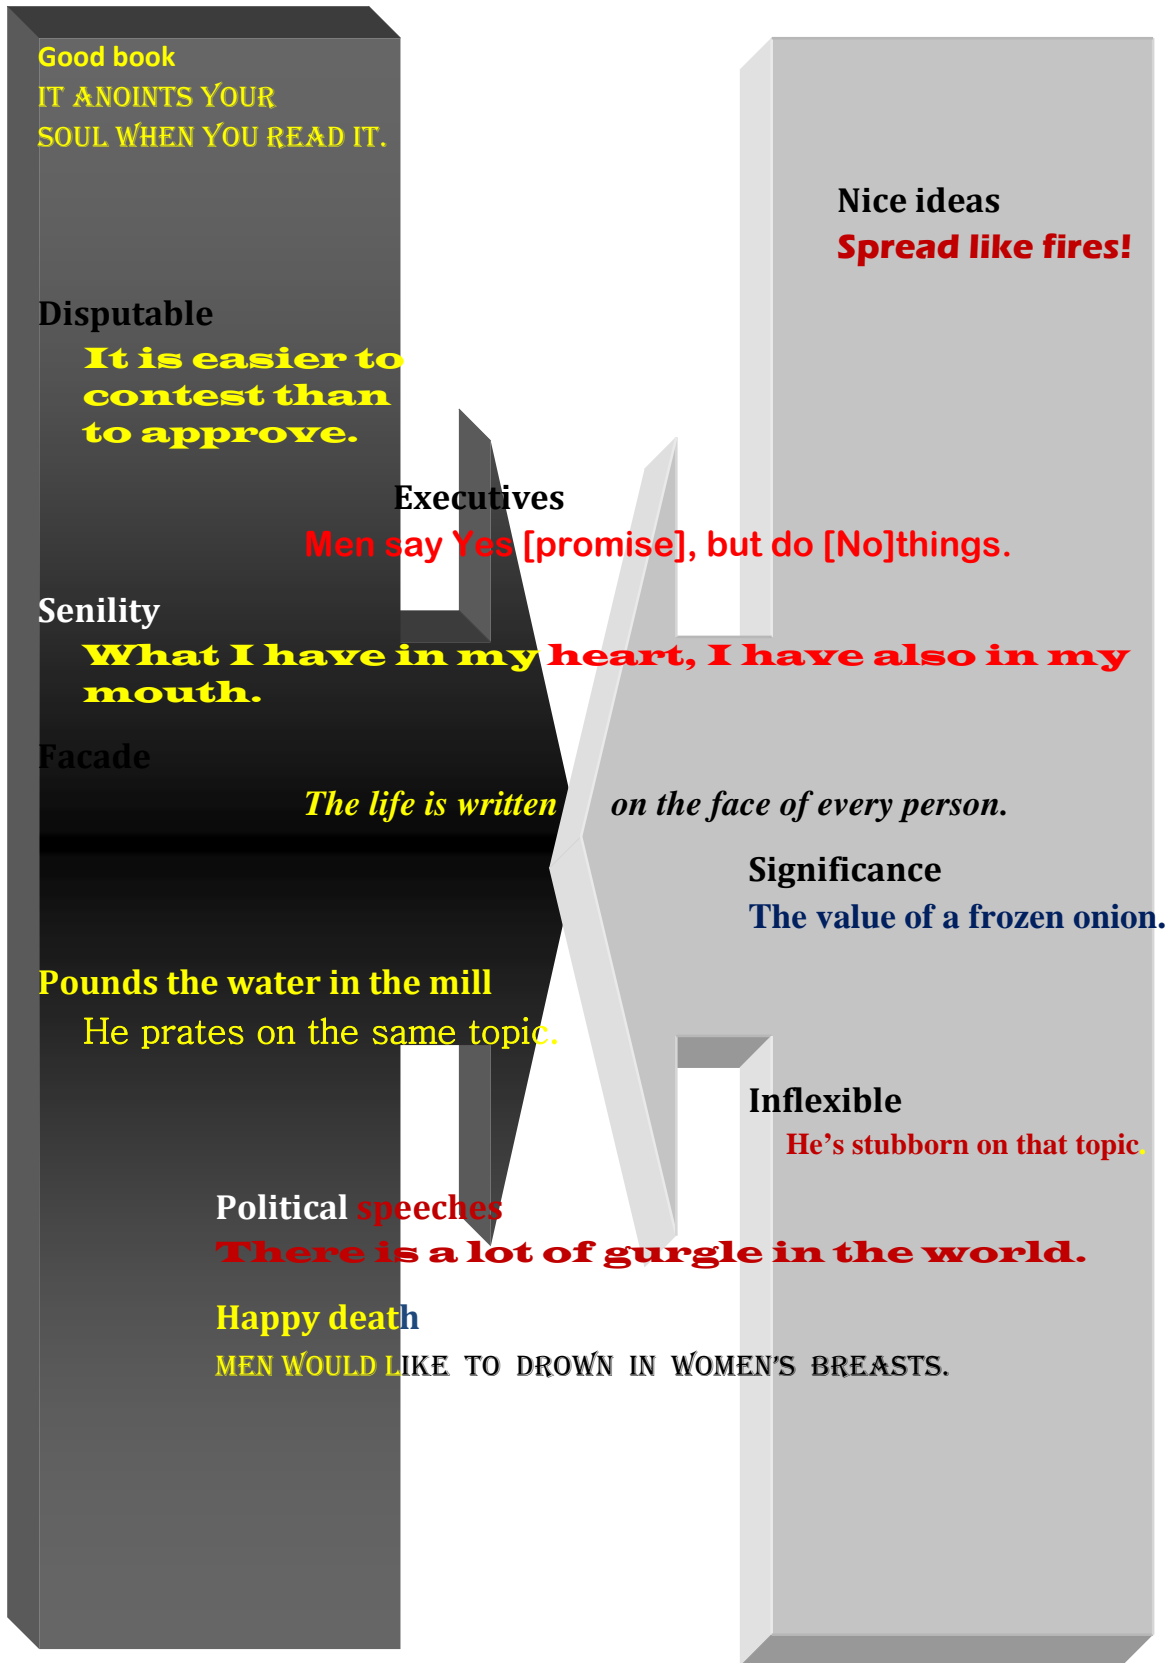 Good book
IT ANOINTS YOUR
SOUL WHEN YOU READ IT.
Nice ideas
Spread like fires!
Disputable
It is easier to
contest than
to approve.
Executives
Men say Yes [promise], but do [No]things.
Senility
What I have in my heart, I have also in my
mouth.
Facade
The life is written on the face of every person.
Significance
The value of a frozen onion.
Pounds the water in the mill
He prates on the same topic.
Inflexible
He’s stubborn on that topic.
Political speeches
There is a lot of gurgle in the world.
Happy death
MEN WOULD LIKE TO DROWN IN WOMEN’S BREASTS.